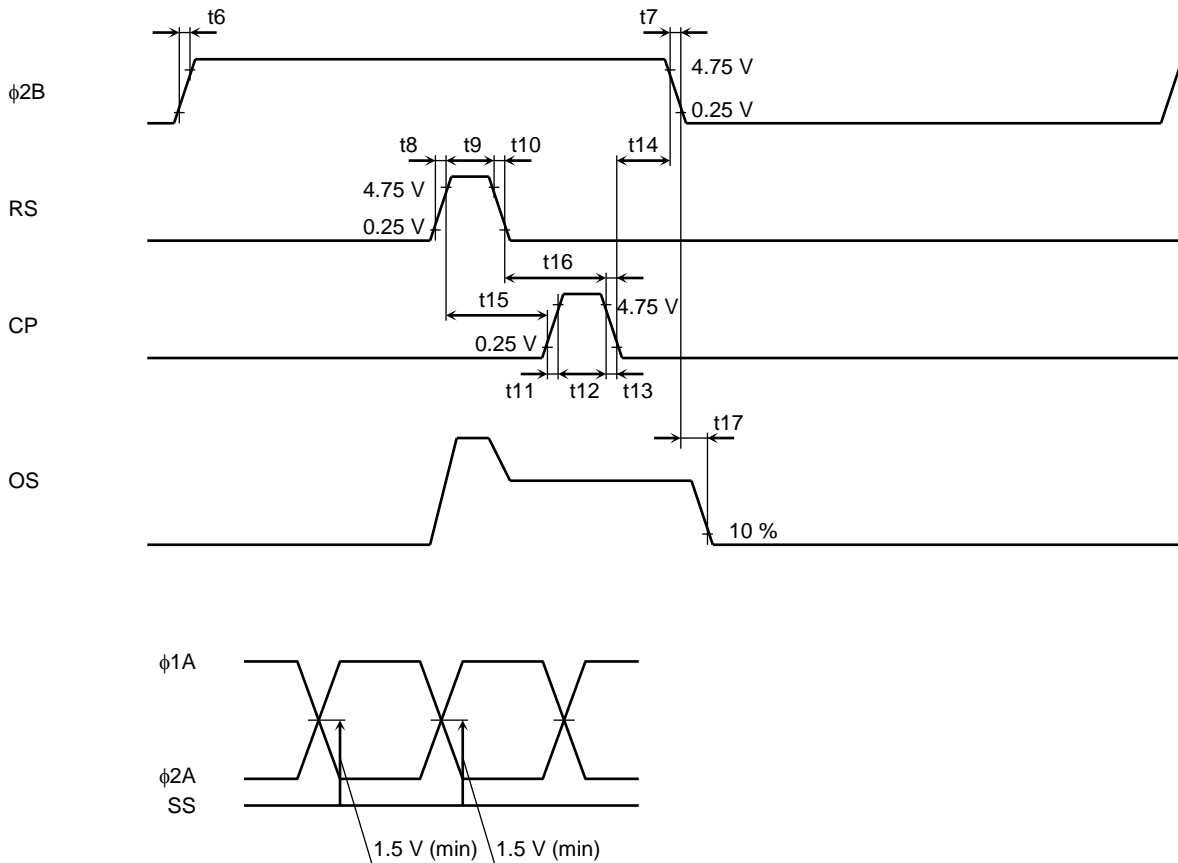 t6
t7
ϕ2B
4.75 V
0.25 V
t8
t9
t10
t14
RS
4.75 V
0.25 V
t16
t15
CP
4.75 V
0.25 V
t11
t12
t13
t17
OS
10 %
ϕ1A
ϕ2A
SS
1.5 V (min)
1.5 V (min)